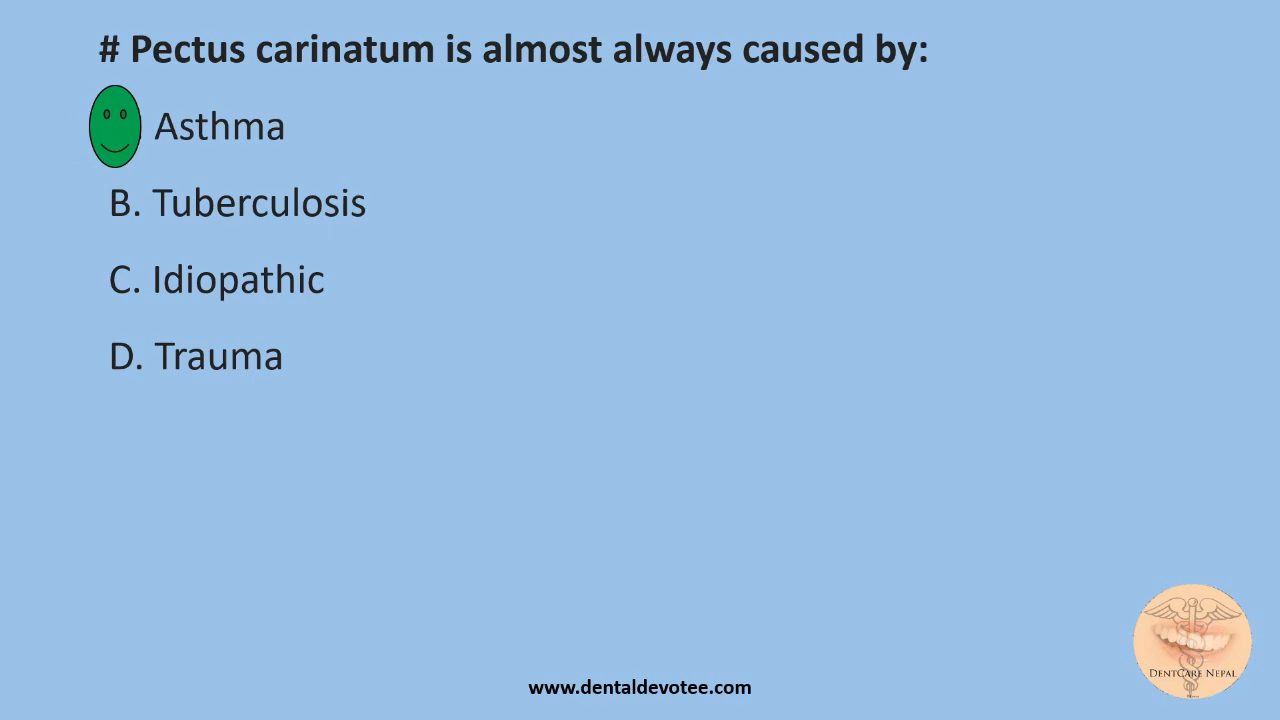 # Pectus carinatum is almost always caused by:
Asthma
B. Tuberculosis
C. Idiopathic
D. Trauma
DentCare Nepal
www.dentaldevotee.com